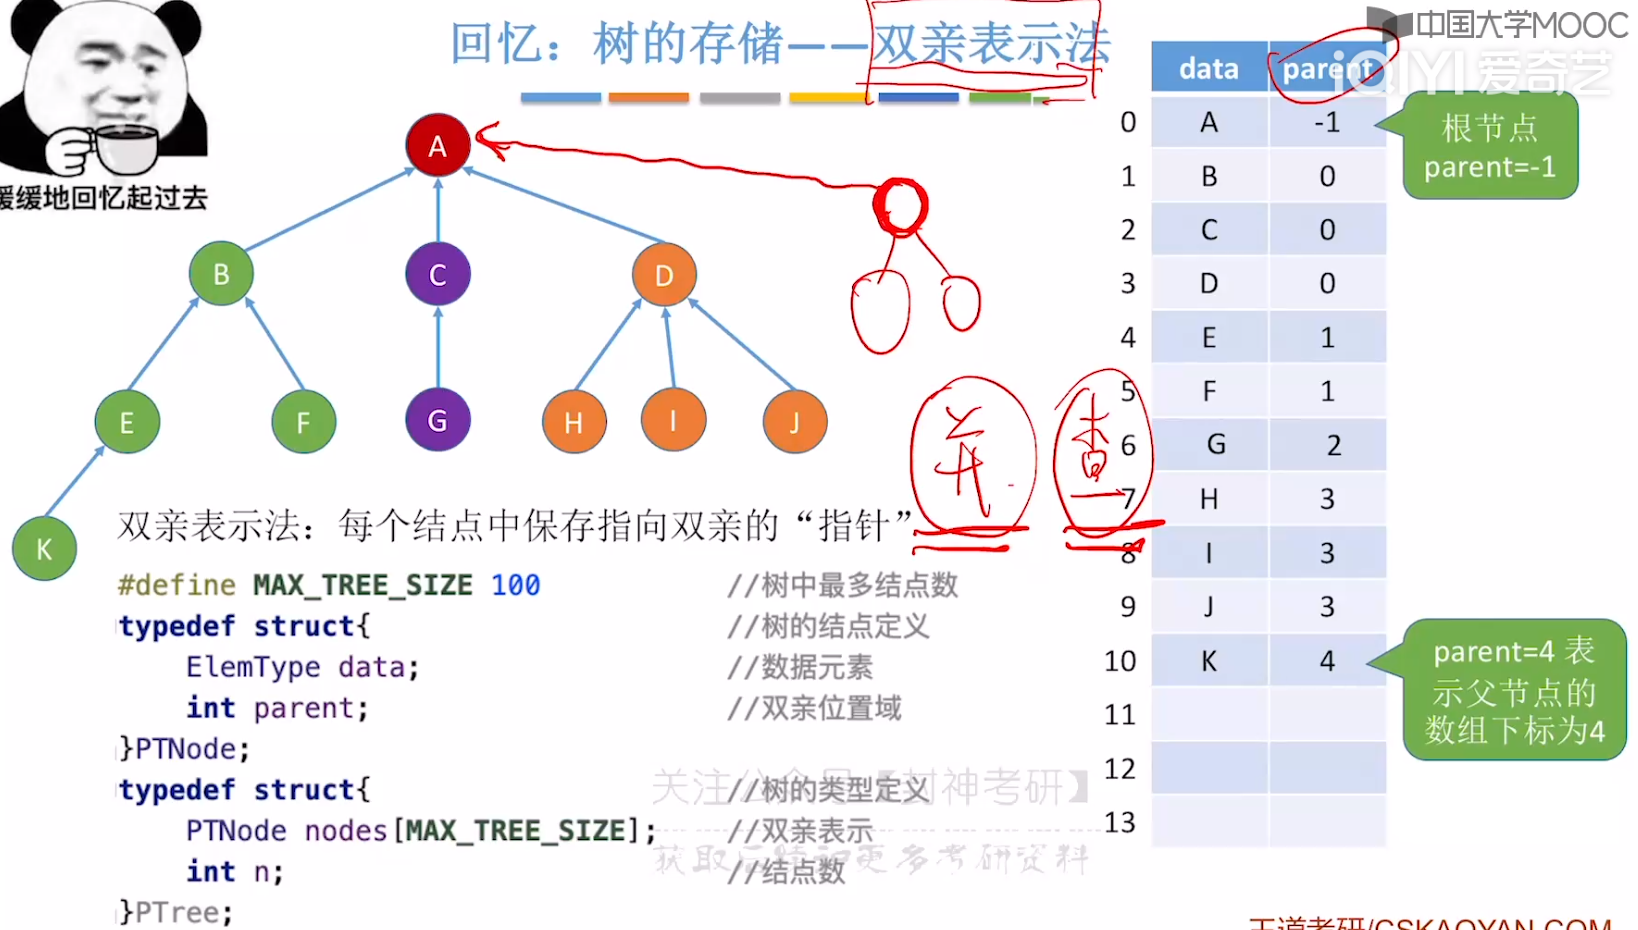 中国大学MOOC
iQIYI 爱奇艺
回忆：树的存储——双亲表示法
缓缓地回忆起过去
A
B
C
D
E
F
G
H
I
J
K
并 查
data parent
0 A -1
1 B 0
2 C 0
3 D 0
4 E 1
5 F 1
6 G 2
7 H 3
8 I 3
9 J 3
10 K 4
11
12
13
根节点
parent=-1
parent=4 表
示父节点的
数组下标为4
双亲表示法：每个结点中保存指向双亲的“指针”
#define MAX_TREE_SIZE 100 //树中最多结点数
typedef struct{ //树的结点定义
ElemType data; //数据元素
int parent; //双亲位置域
}PTNode;
typedef struct{ //树的类型定义
PTNode nodes[MAX_TREE_SIZE]; //双亲表示
int n; //结点数
}PTree;
关注公众号【封神考研】
更多考研资料
王道考研/CSKAOYAN.COM